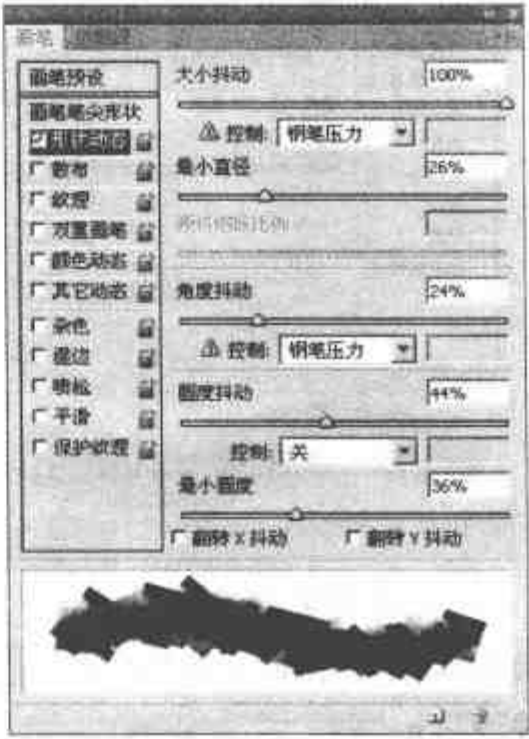 画笔
画笔预设
画笔笔尖形状
形状动态
散布
纹理
双重画笔
颜色动态
其它动态
杂色
湿边
喷枪
平滑
保护纹理
大小抖动 100%
控制: 钢笔压力
最小直径 26%
角度抖动 24%
控制: 钢笔压力
圆度抖动 44%
控制: 关
最小圆度 36%
翻转 X 抖动 翻转 Y 抖动